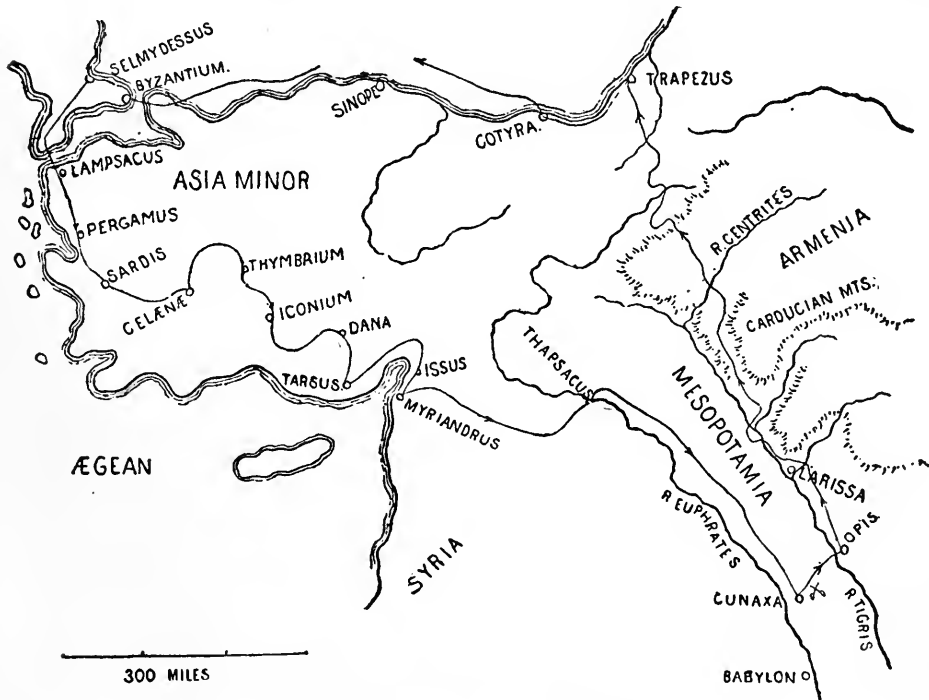 SELMYDESSUS
BYZANTIUM.
TRAPEZUS
SINOPE
COTYRA.
LAMPSACUS
ASIA MINOR
PERGAMUS
R. CENTRITES
ARMENIA
SARDIS
THYMBRIUM
CELÆNÆ
ICONIUM
CARDUCIAN MTS.
DANA
THAPSACUS
TARSUS
ISSUS
MYRIANDRUS
MESOPOTAMIA
ÆGEAN
LARISSA
R EUPHRATES
OPIS.
SYRIA
CUNAXA
R TIGRIS
300 MILES
BABYLON